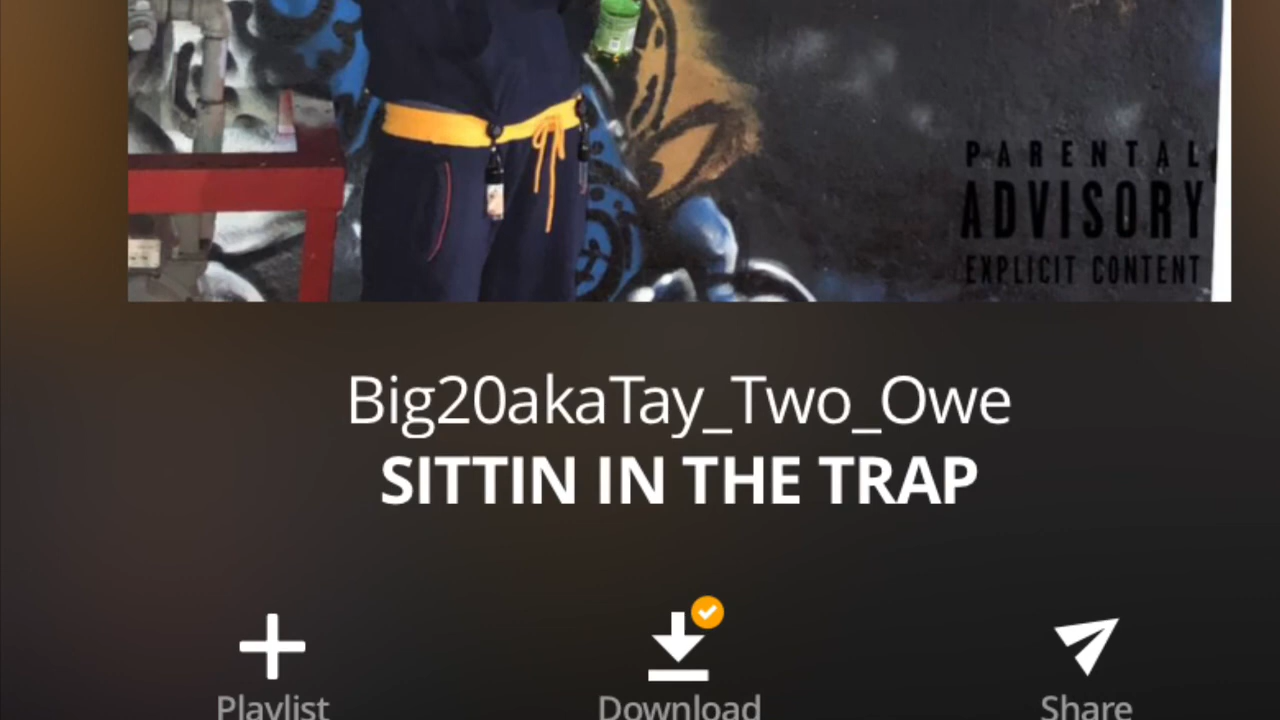 PARENTAL
ADVISORY
EXPLICIT CONTENT
Big20akaTay_Two_Owe
SITTIN IN THE TRAP
Playlist
Download
Share